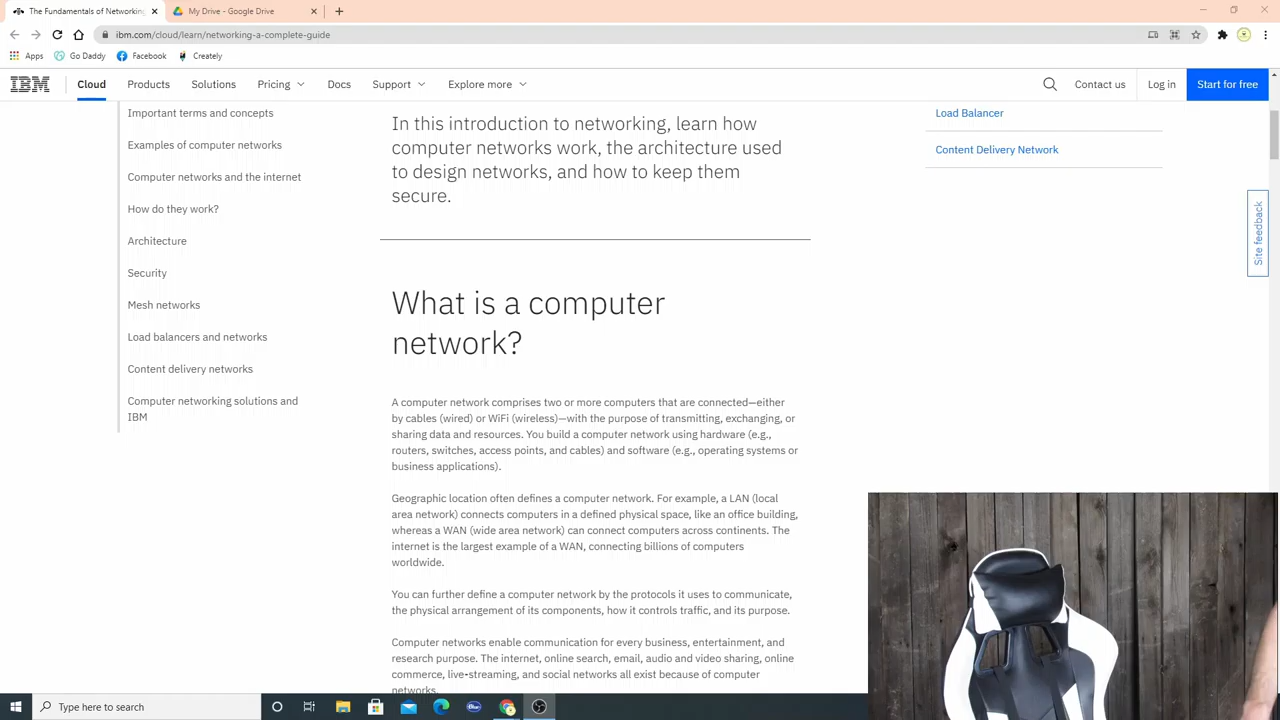 The Fundamentals of Networking
My Drive - Google Drive
ibm.com/cloud/learn/networking-a-complete-guide
Apps
Go Daddy
Facebook
Creately
IBM
Cloud
Products
Solutions
Pricing
Docs
Support
Explore more
Contact us
Log in
Start for free
Important terms and concepts
Examples of computer networks
Computer networks and the internet
How do they work?
Architecture
Security
Mesh networks
Load balancers and networks
Content delivery networks
Computer networking solutions and
IBM
In this introduction to networking, learn how
computer networks work, the architecture used
to design networks, and how to keep them
secure.
What is a computer
network?
A computer network comprises two or more computers that are connected—either
by cables (wired) or WiFi (wireless)—with the purpose of transmitting, exchanging, or
sharing data and resources. You build a computer network using hardware (e.g.,
routers, switches, access points, and cables) and software (e.g., operating systems or
business applications).
Geographic location often defines a computer network. For example, a LAN (local
area network) connects computers in a defined physical space, like an office building,
whereas a WAN (wide area network) can connect computers across continents. The
internet is the largest example of a WAN, connecting billions of computers
worldwide.
You can further define a computer network by the protocols it uses to communicate,
the physical arrangement of its components, how it controls traffic, and its purpose.
Computer networks enable communication for every business, entertainment, and
research purpose. The internet, online search, email, audio and video sharing, online
commerce, live-streaming, and social networks all exist because of computer
networks.
Load Balancer
Content Delivery Network
Site feedback
Type here to search